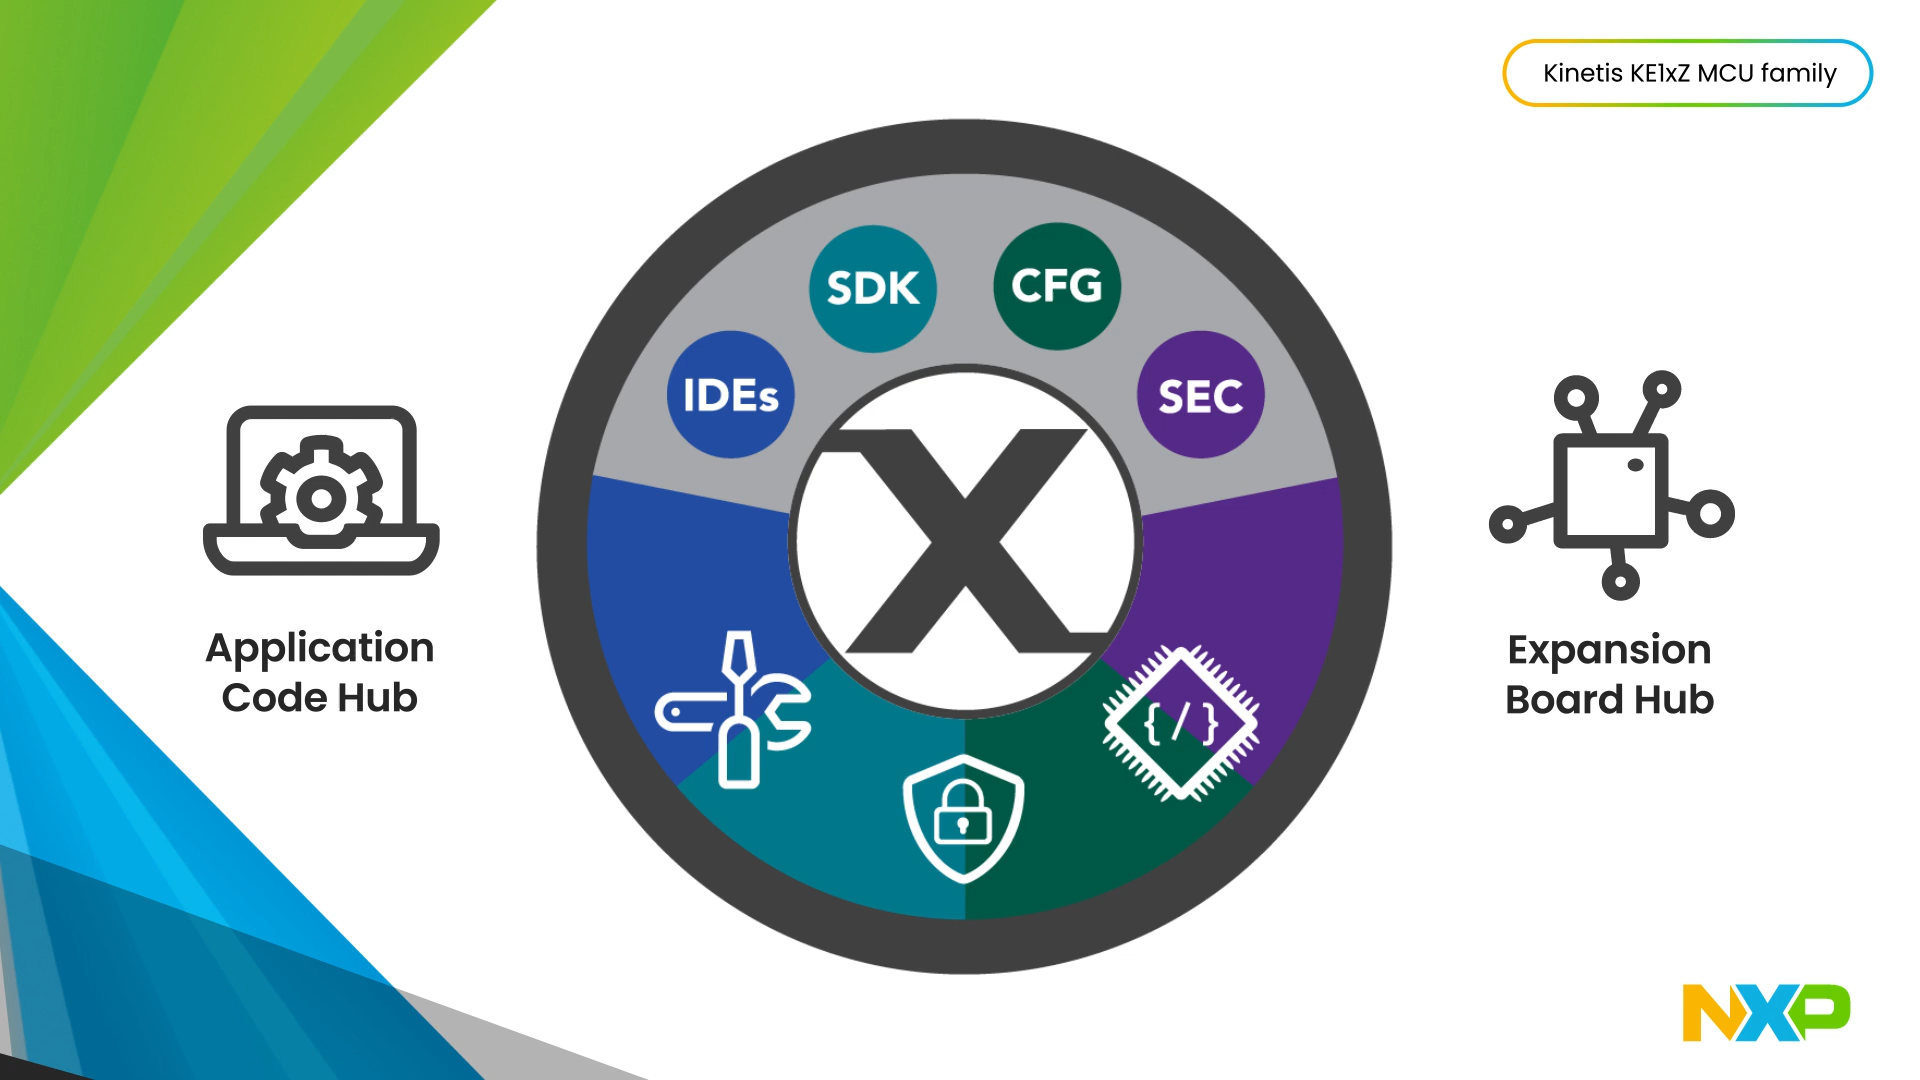 Kinetis KE1xZ MCU family
SDK
CFG
IDEs
SEC
X
{/}
Application
Code Hub
Expansion
Board Hub
NXP